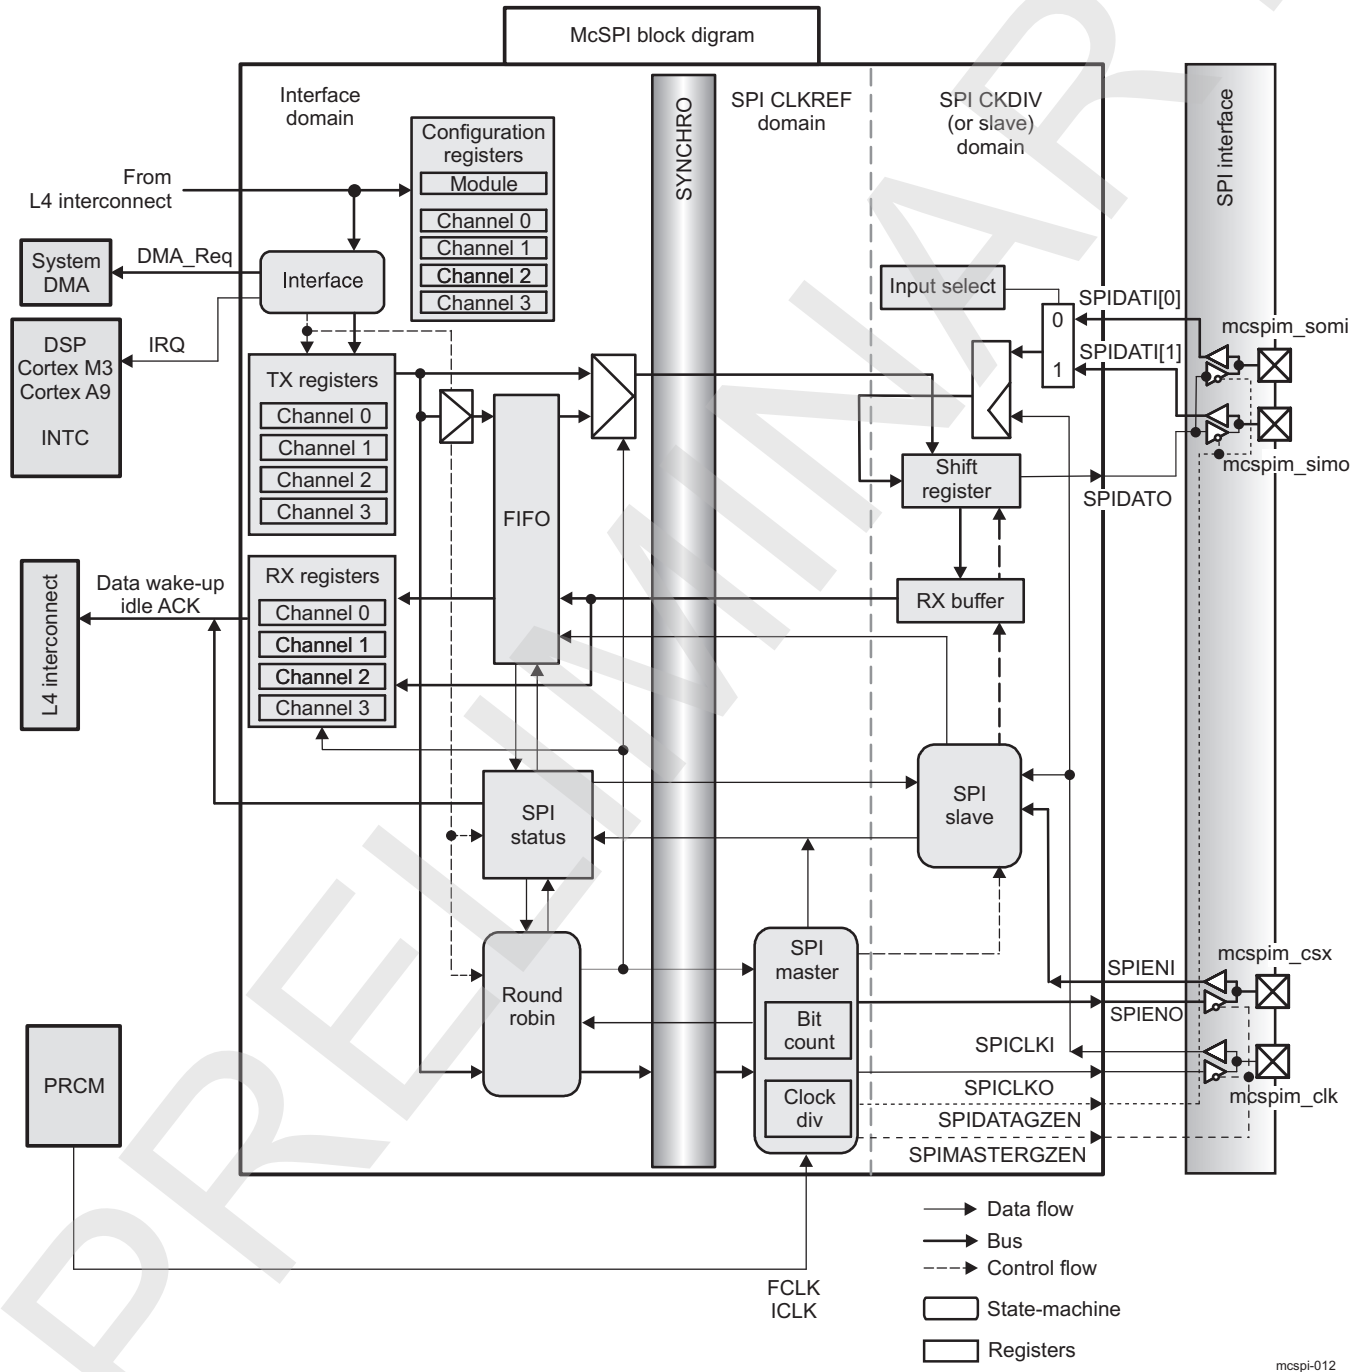 McSPI block digram
Interface
domain
SYNCHRO
SPI CLKREF
domain
SPI CKDIV
(or slave)
domain
SPI interface
Configuration
registers
Module
Channel 0
Channel 1
Channel 2
Channel 3
From
L4 interconnect
System
DMA
DMA_Req
Interface
Input select
SPIDATI[0]
0
1
SPIDATI[1]
mcspim_somi
DSP
Cortex M3
Cortex A9
INTC
IRQ
TX registers
Channel 0
Channel 1
Channel 2
Channel 3
FIFO
Shift
register
SPIDATO
mcspim_simo
L4 interconnect
Data wake-up
idle ACK
RX registers
Channel 0
Channel 1
Channel 2
Channel 3
RX buffer
SPI
status
SPI
slave
Round
robin
SPI
master
Bit
count
Clock
div
SPIENI
SPIENO
mcspim_csx
SPICLKI
SPICLKO
mcspim_clk
SPIDATAGZEN
SPIMASTERGZEN
PRCM
FCLK
ICLK
Data flow
Bus
Control flow
State-machine
Registers
mcspi-012
PRELIMINAR